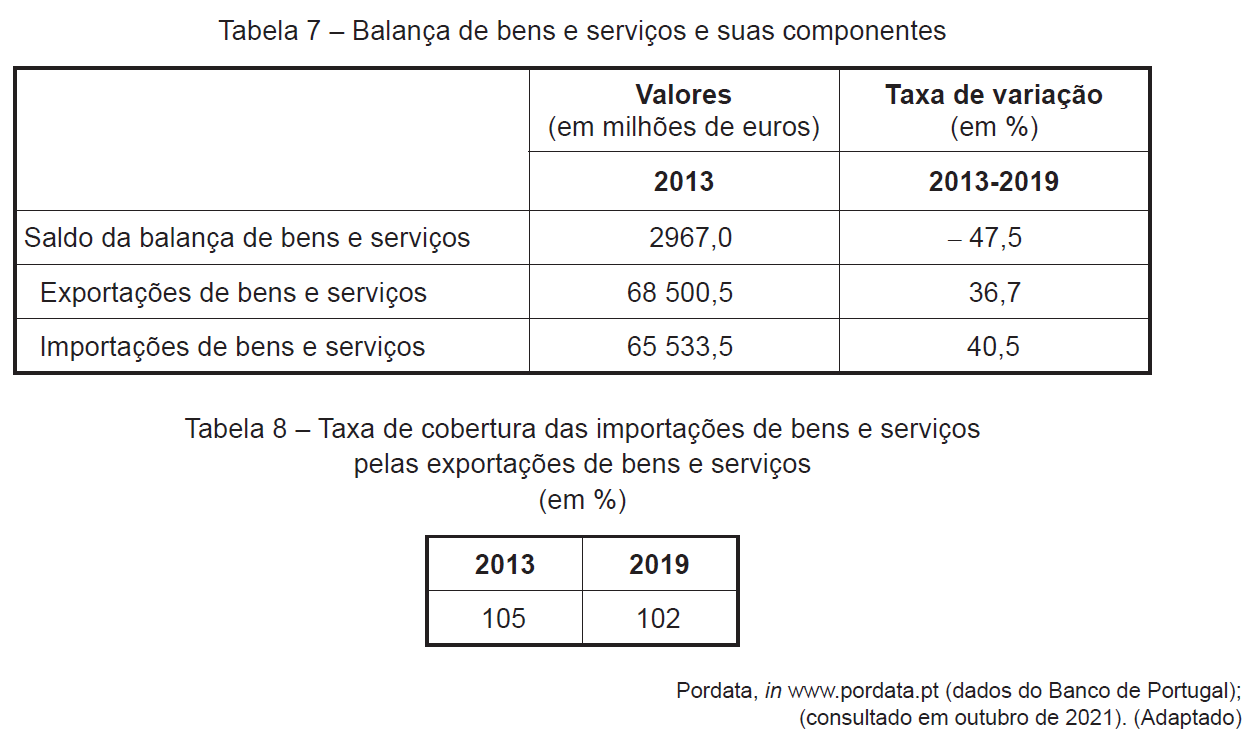 Tabela 7 – Balança de bens e serviços e suas componentes
Valores
(em milhões de euros)
Taxa de variação
(em %)
2013
2013-2019
Saldo da balança de bens e serviços 2967,0 – 47,5
Exportações de bens e serviços 68 500,5 36,7
Importações de bens e serviços 65 533,5 40,5
Tabela 8 – Taxa de cobertura das importações de bens e serviços
pelas exportações de bens e serviços
(em %)
2013 2019
105 102
Pordata, in www.pordata.pt (dados do Banco de Portugal);
(consultado em outubro de 2021). (Adaptado)